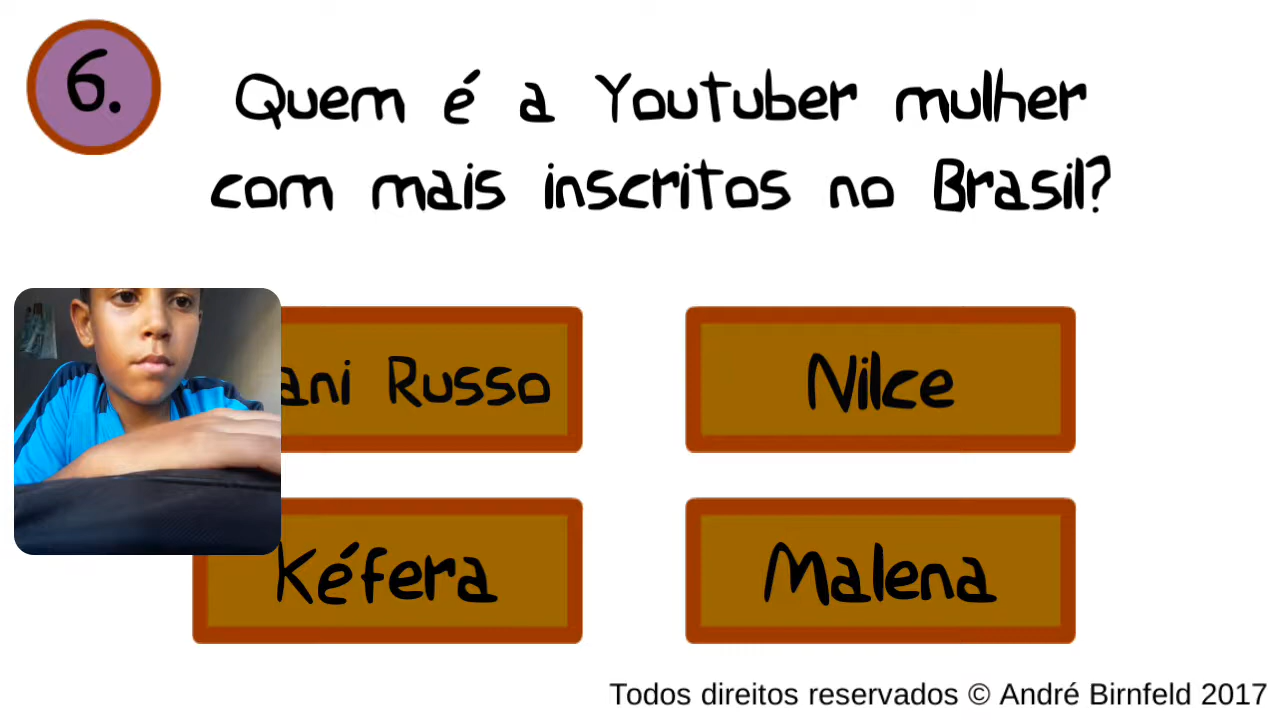 6.
Quem é a Youtuber mulher
com mais inscritos no Brasil?
Russo
Nilce
Kéfera
Malena
Todos direitos reservados © André Birnfeld 2017